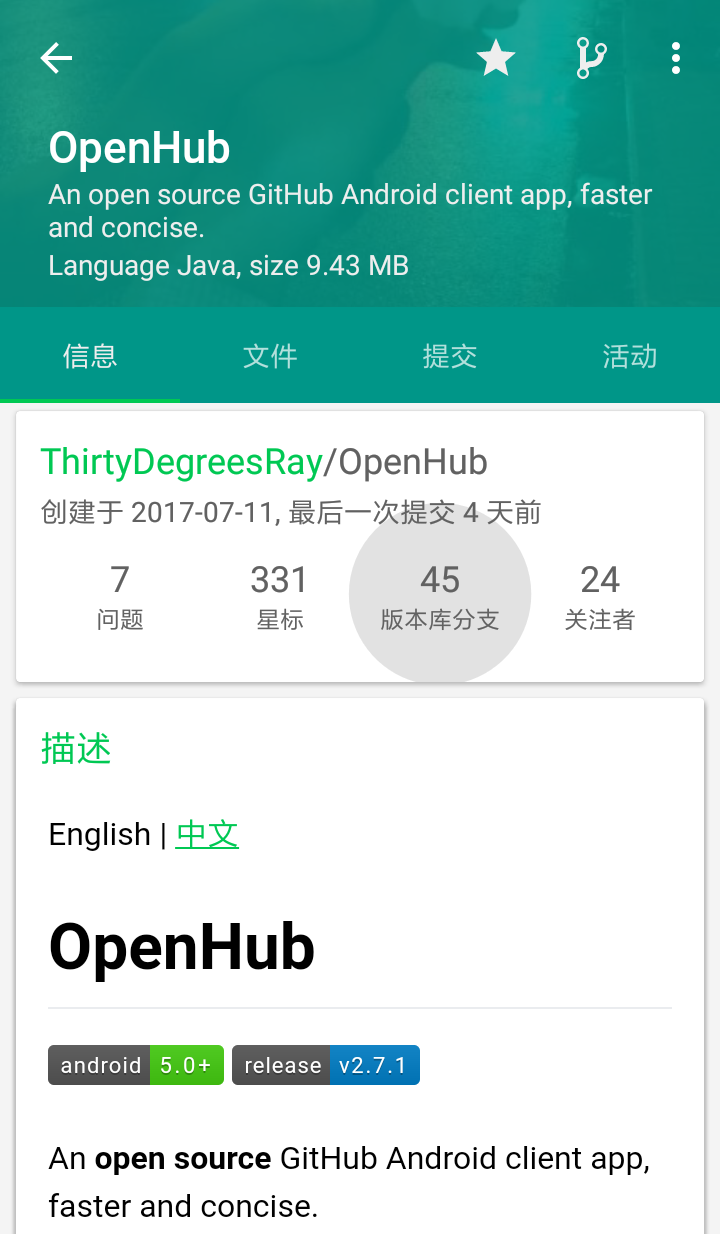 OpenHub
An open source GitHub Android client app, faster
and concise.
Language Java, size 9.43 MB
信息 文件 提交 活动
ThirtyDegreesRay/OpenHub
创建于 2017-07-11, 最后一次提交 4 天前
7 331 45 24
问题 星标 版本库分支 关注者
描述
English | 中文
OpenHub
android 5.0+ release v2.7.1
An open source GitHub Android client app,
faster and concise.